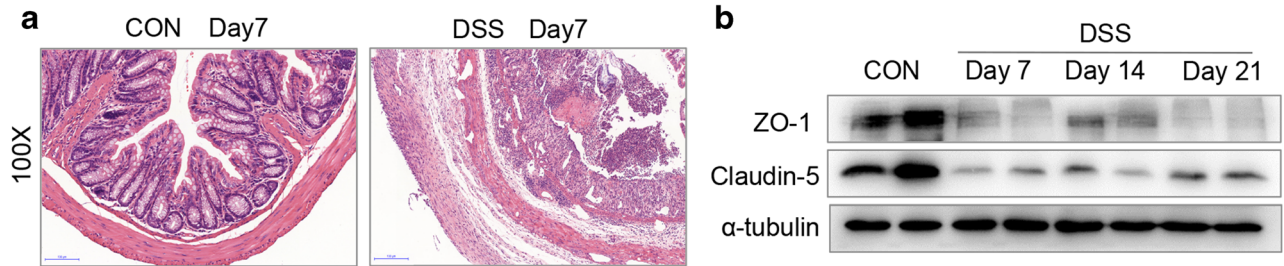 a
CON Day7
DSS Day7
100X
b
DSS
CON Day 7 Day 14 Day 21
ZO-1
Claudin-5
α-tubulin